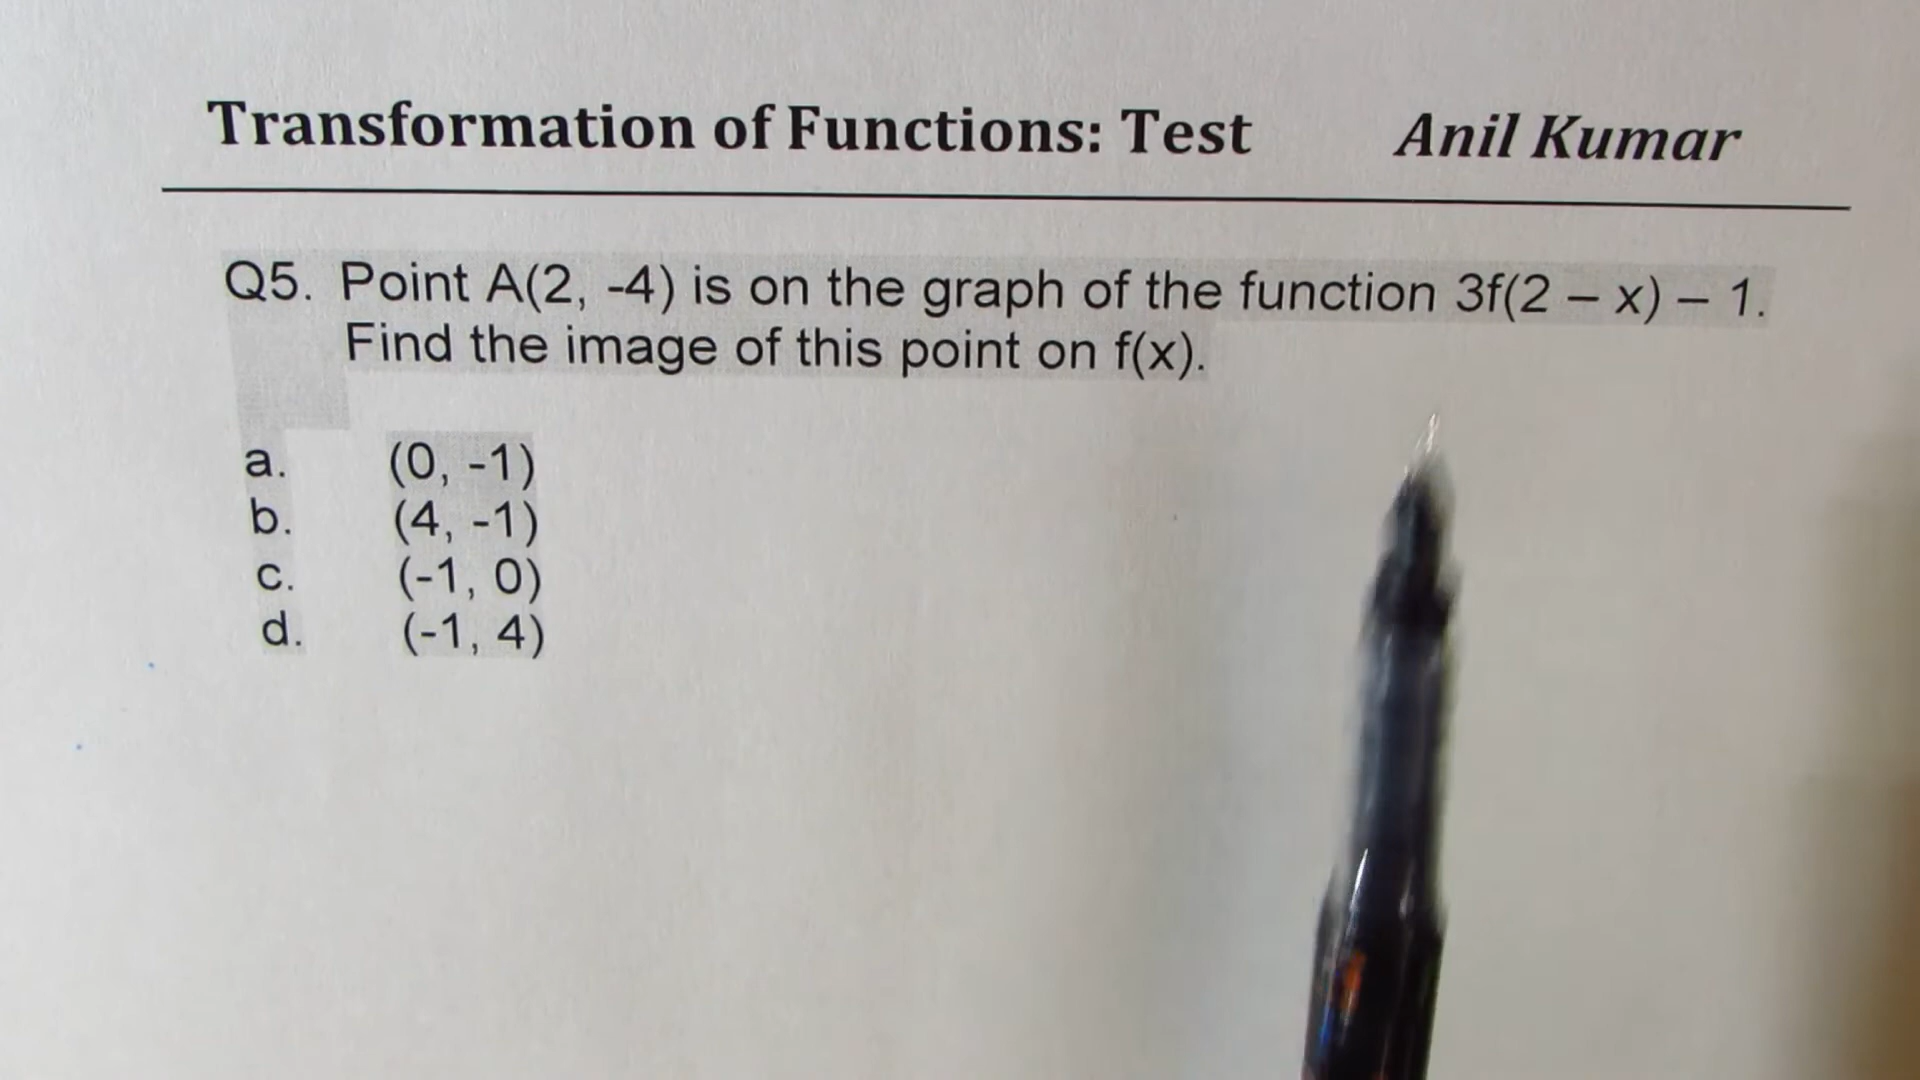 Transformation of Functions: Test Anil Kumar
Q5. Point A(2, -4) is on the graph of the function 3f(2 – x) – 1.
Find the image of this point on f(x).
a. (0, -1)
b. (4, -1)
c. (-1, 0)
d. (-1, 4)